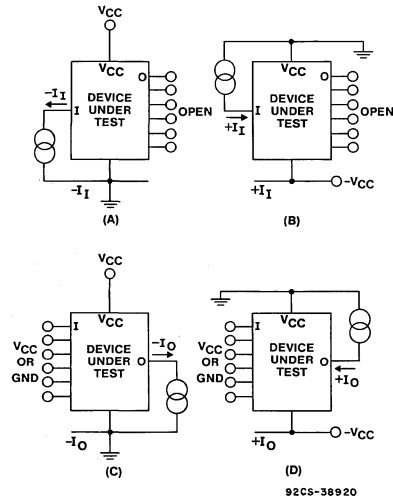 VCC
VCC
O
-II
I
DEVICE
UNDER
TEST
OPEN
-II
(A)
VCC
O
I
DEVICE
UNDER
TEST
OPEN
+II
+II
-VCC
(B)
VCC
I
VCC
VCC
OR
GND
DEVICE
UNDER
TEST
O
-IO
-IO
(C)
I
VCC
VCC
OR
GND
DEVICE
UNDER
TEST
O
+IO
+IO
-VCC
(D)
92CS-38920